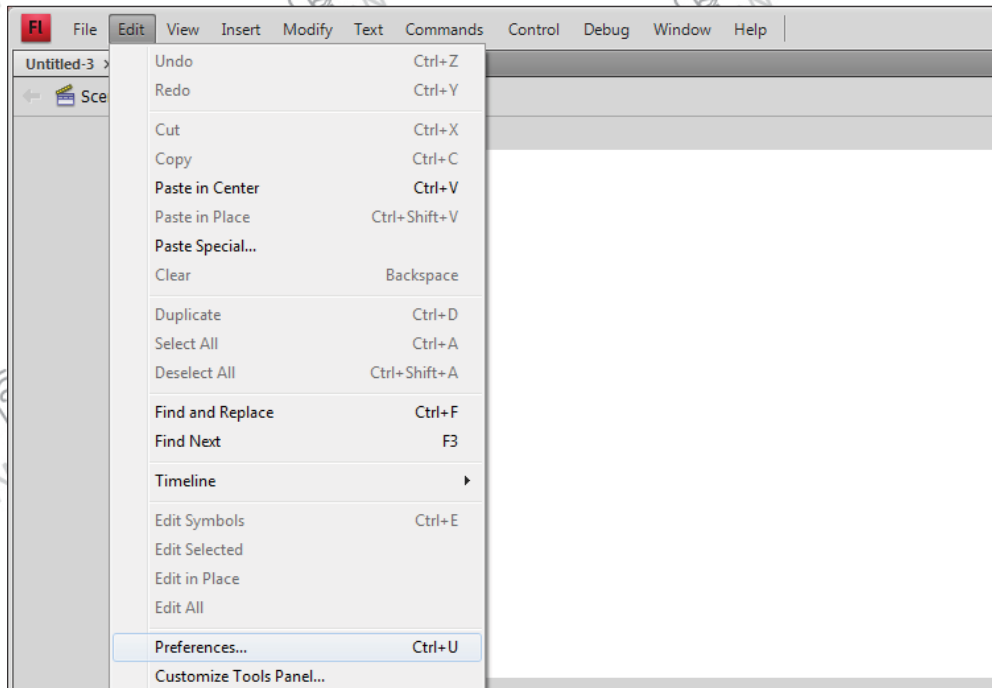 Fl File Edit View Insert Modify Text Commands Control Debug Window Help
Untitled-3
Sce
Undo Ctrl+Z
Redo Ctrl+Y
Cut Ctrl+X
Copy Ctrl+C
Paste in Center Ctrl+V
Paste in Place Ctrl+Shift+V
Paste Special...
Clear Backspace
Duplicate Ctrl+D
Select All Ctrl+A
Deselect All Ctrl+Shift+A
Find and Replace Ctrl+F
Find Next F3
Timeline
Edit Symbols Ctrl+E
Edit Selected
Edit in Place
Edit All
Preferences... Ctrl+U
Customize Tools Panel...